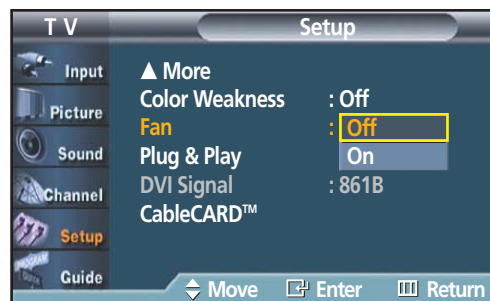 T V
Setup
Input
Picture
Sound
Channel
Setup
Guide
▲ More
Color Weakness : Off
Fan : Off
Plug & Play On
DVI Signal : 861B
CableCARD™
Move Enter Return